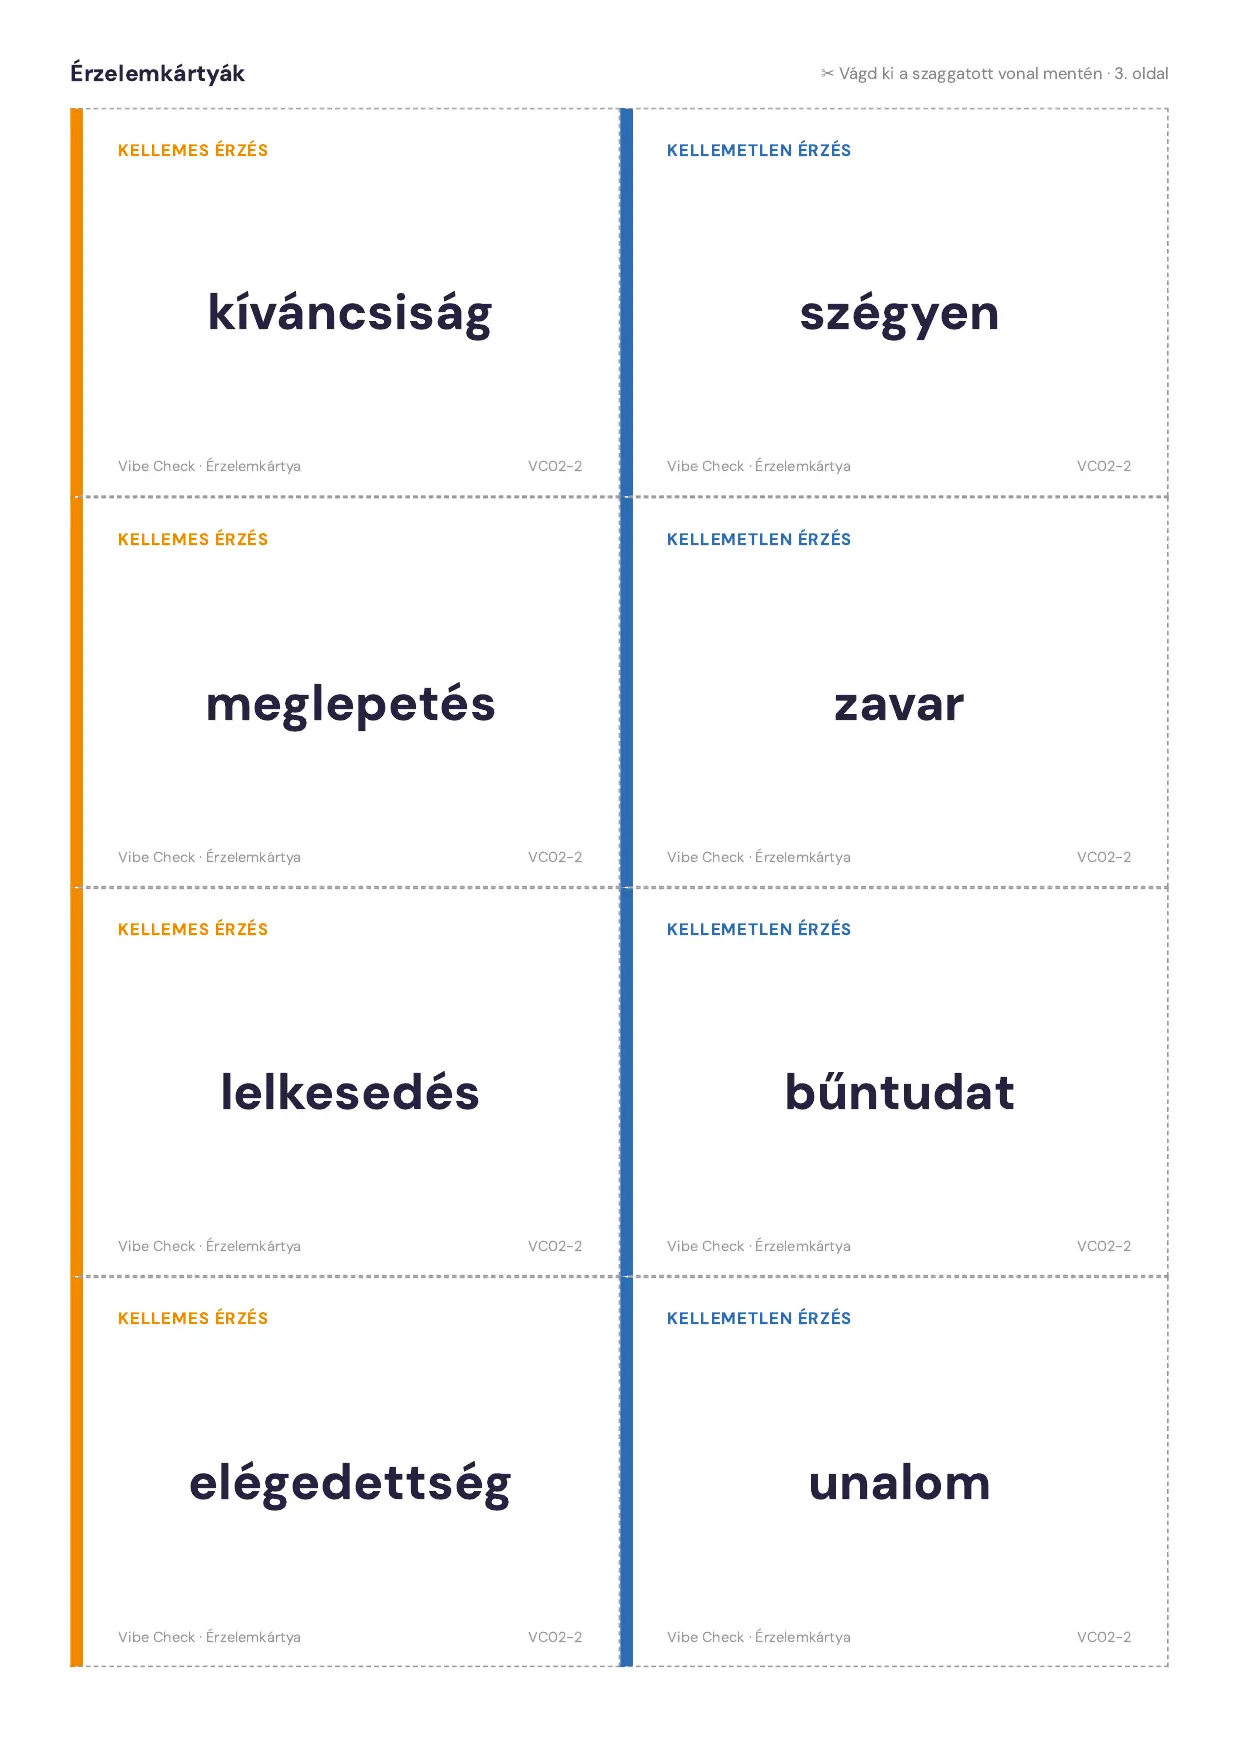 Érzelemkártyák
✂ Vágd ki a szaggatott vonal mentén · 3. oldal
KELLEMES ÉRZÉS
kíváncsiság
Vibe Check · Érzelemkártya VC02-2
KELLEMETLEN ÉRZÉS
szégyen
Vibe Check · Érzelemkártya VC02-2
KELLEMES ÉRZÉS
meglepetés
Vibe Check · Érzelemkártya VC02-2
KELLEMETLEN ÉRZÉS
zavar
Vibe Check · Érzelemkártya VC02-2
KELLEMES ÉRZÉS
lelkesedés
Vibe Check · Érzelemkártya VC02-2
KELLEMETLEN ÉRZÉS
bűntudat
Vibe Check · Érzelemkártya VC02-2
KELLEMES ÉRZÉS
elégedettség
Vibe Check · Érzelemkártya VC02-2
KELLEMETLEN ÉRZÉS
unalom
Vibe Check · Érzelemkártya VC02-2